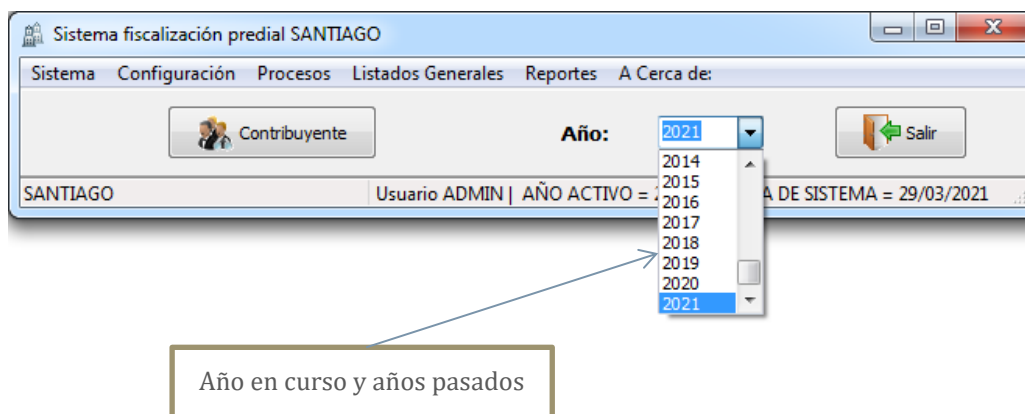 Sistema fiscalización predial SANTIAGO
Sistema Configuración Procesos Listados Generales Reportes A Cerca de:
Contribuyente Año: 2021 Salir
2014
2015
2016
2017
2018
2019
2020
2021
SANTIAGO Usuario ADMIN | AÑO ACTIVO = DE SISTEMA = 29/03/2021
Año en curso y años pasados